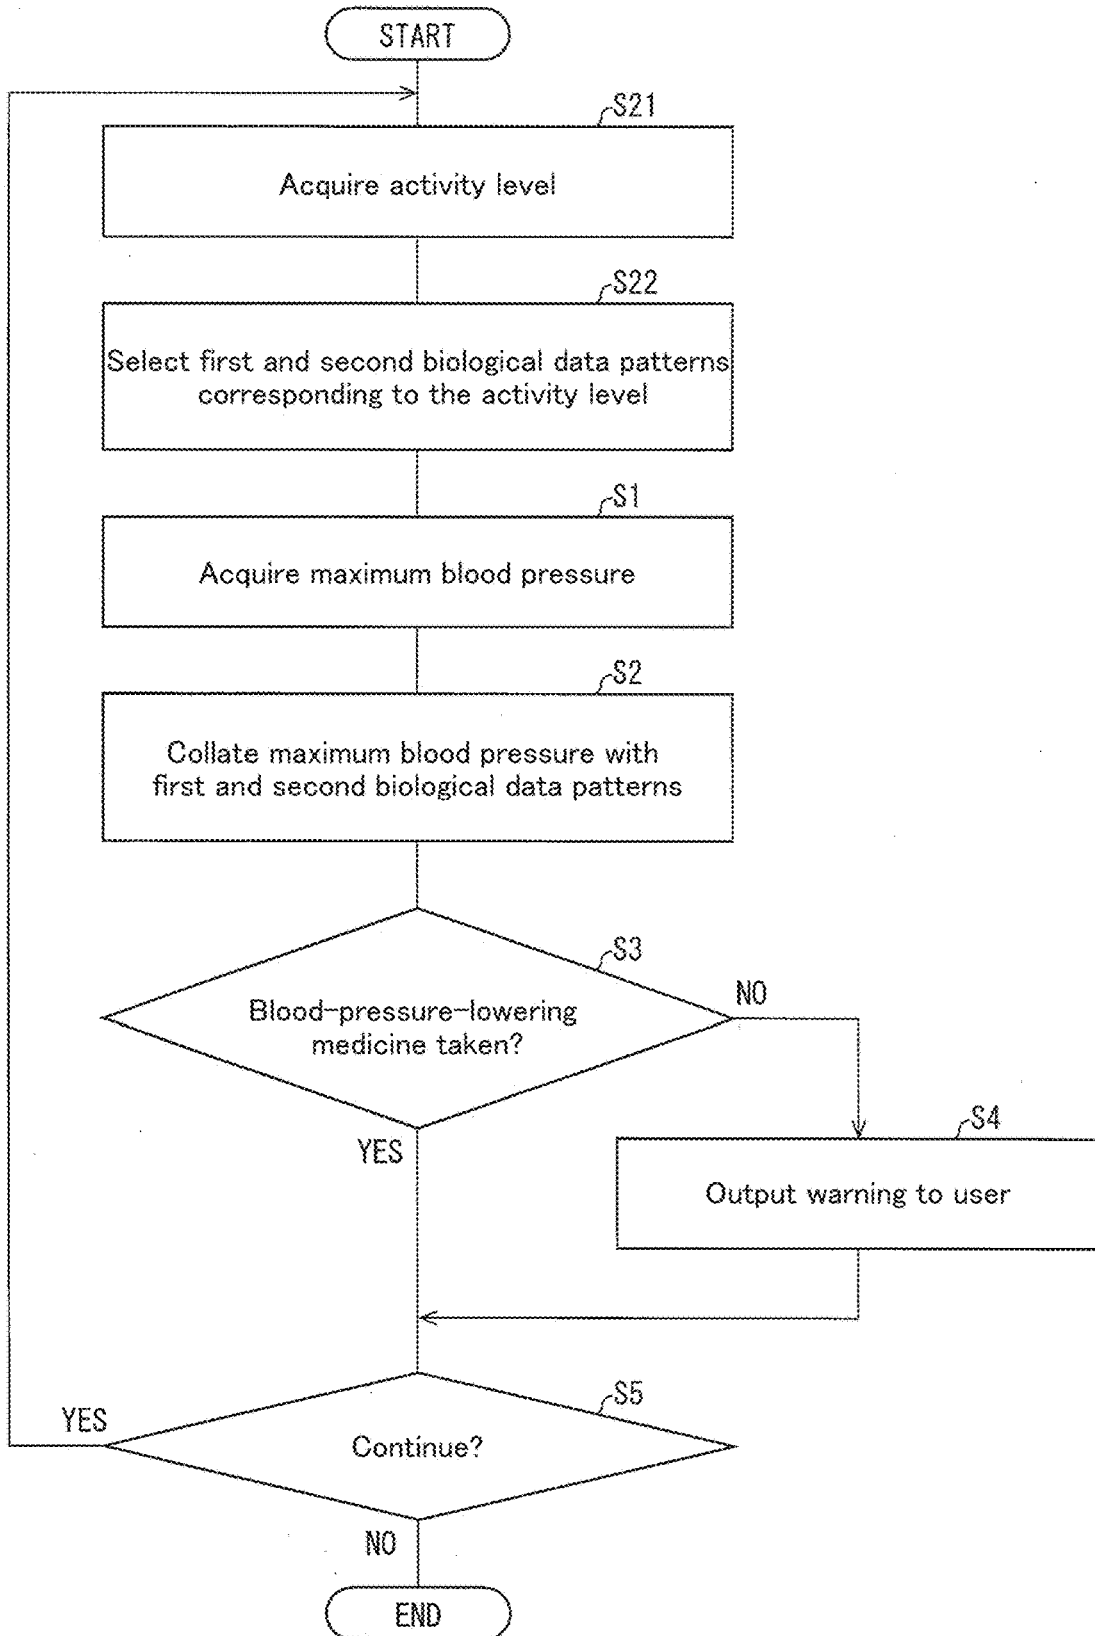 START
S21
Acquire activity level
S22
Select first and second biological data patterns
corresponding to the activity level
S1
Acquire maximum blood pressure
S2
Collate maximum blood pressure with
first and second biological data patterns
S3
Blood-pressure-lowering
medicine taken?
NO
YES
S4
Output warning to user
S5
YES
Continue?
NO
END